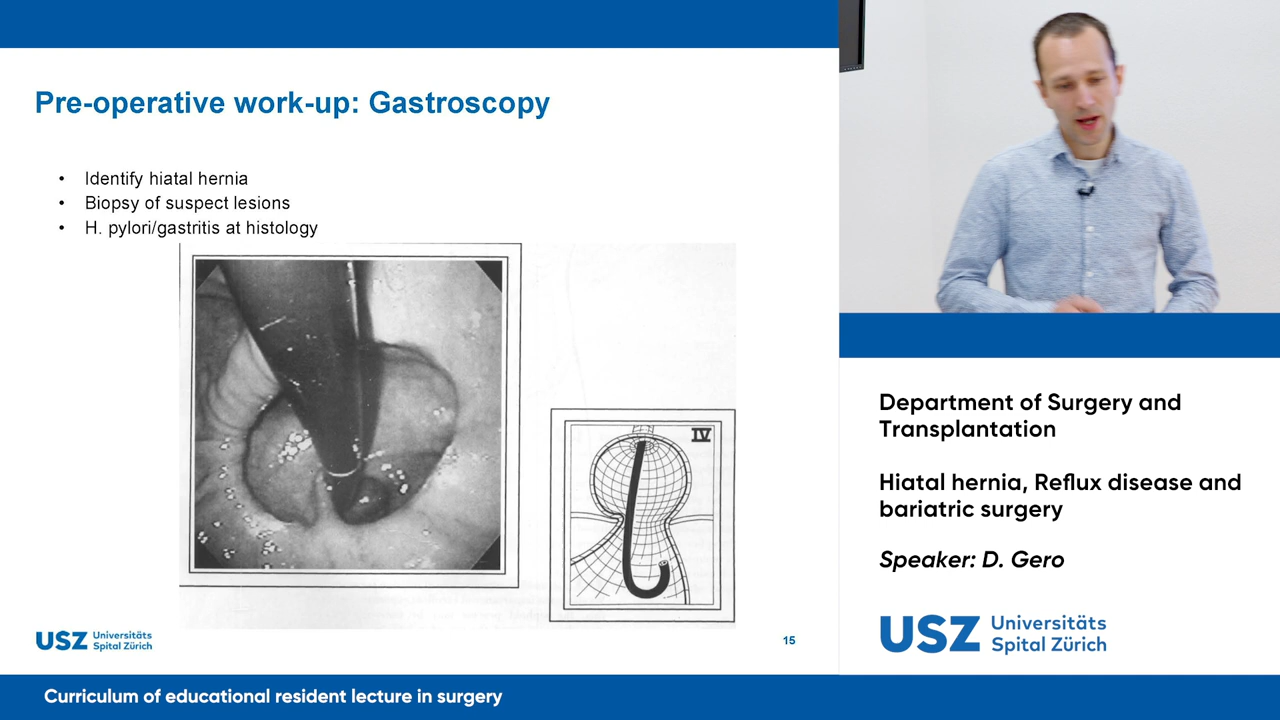 Pre-operative work-up: Gastroscopy
• Identify hiatal hernia
• Biopsy of suspect lesions
• H. pylori/gastritis at histology
IV
USZ Universitäts
Spital Zürich
15
Department of Surgery and
Transplantation
Hiatal hernia, Reflux disease and
bariatric surgery
Speaker: D. Gero
USZ Universitäts
Spital Zürich
Curriculum of educational resident lecture in surgery